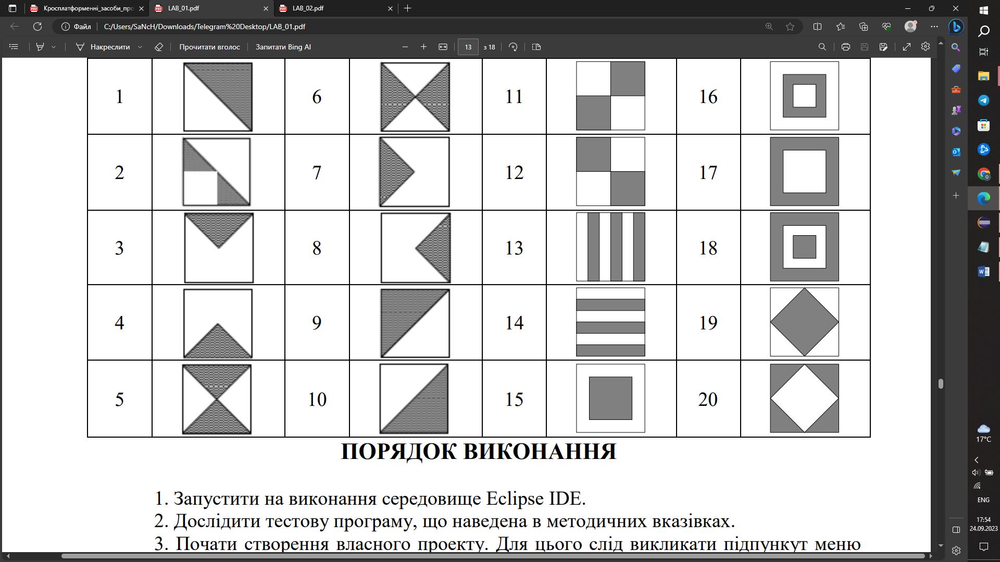 Кросплатформенні_засоби_про
LAB_01.pdf
LAB_02.pdf
Файл
C:/Users/SaNcH/Downloads/Telegram%20Desktop/LAB_01.pdf
Накреслити
Прочитати вголос
Запитати Bing AI
13
з 18
1 6 11 16
2 7 12 17
3 8 13 18
4 9 14 19
5 10 15 20
ПОРЯДОК ВИКОНАННЯ
1. Запустити на виконання середовище Eclipse IDE.
2. Дослідити тестову програму, що наведена в методичних вказівках.
3. Почати створення власного проекту. Для цього слід викликати підпункт меню
17°C
ENG
17:54
24.09.2023